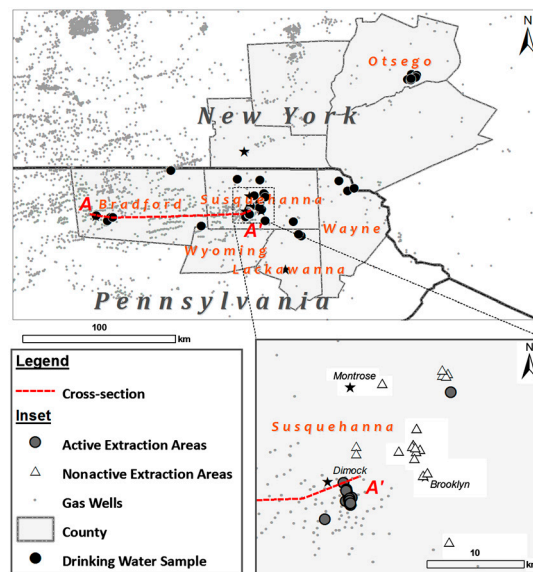 N
Otsego
New York
A
Bradford
Susquehanna
A'
Wayne
Wyoming
Lackawanna
Pennsylvania
100
km
Legend
Cross-section
Inset
Active Extraction Areas
Nonactive Extraction Areas
Gas Wells
County
Drinking Water Sample
N
Montrose
Susquehanna
Dimock
A'
Brooklyn
10
km